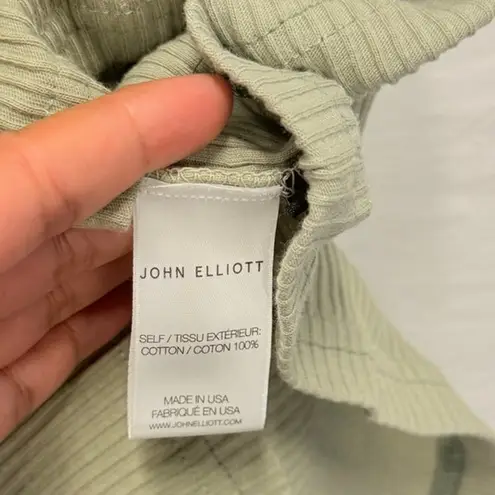 JOHN ELLIOTT
SELF / TISSU EXTÉRIEUR:
COTTON / COTON 100%
MADE IN USA
FABRIQUÉ EN USA
WWW.JOHNELLIOTT.COM